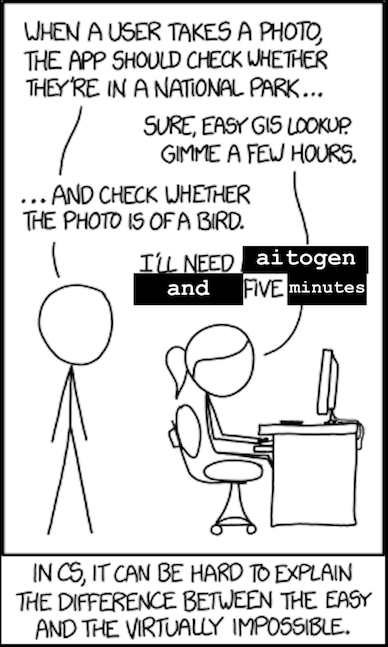 WHEN A USER TAKES A PHOTO,
THE APP SHOULD CHECK WHETHER
THEY'RE IN A NATIONAL PARK...
SURE, EASY GIS LOOKUP.
GIMME A FEW HOURS.
...AND CHECK WHETHER
THE PHOTO IS OF A BIRD.
I'LL NEED aitogen
and FIVE minutes
IN CS, IT CAN BE HARD TO EXPLAIN
THE DIFFERENCE BETWEEN THE EASY
AND THE VIRTUALLY IMPOSSIBLE.